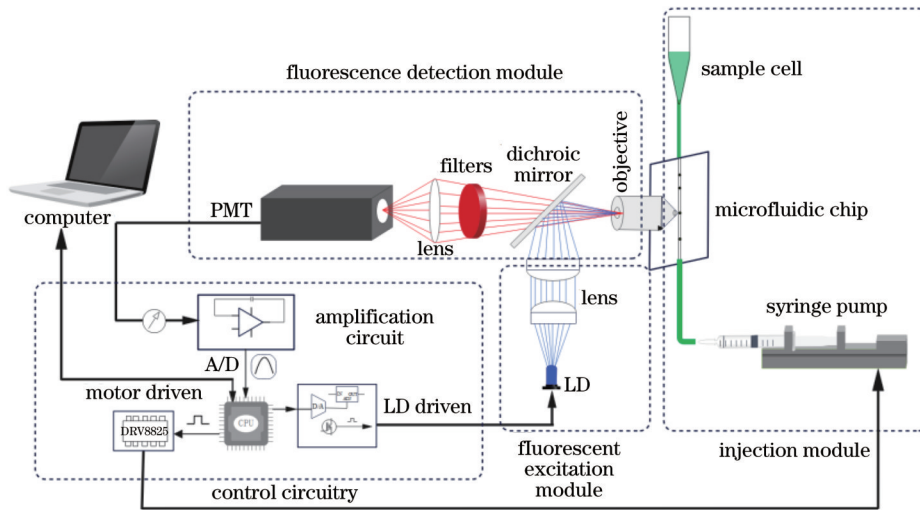 fluorescence detection module
sample cell
dichroic
mirror
objective
filters
computer
PMT
lens
microfluidic chip
lens
syringe pump
amplification
circuit
A/D
motor driven
LD
CPU
D/A
LD driven
DRV8825
fluorescent
excitation
module
injection module
control circuitry